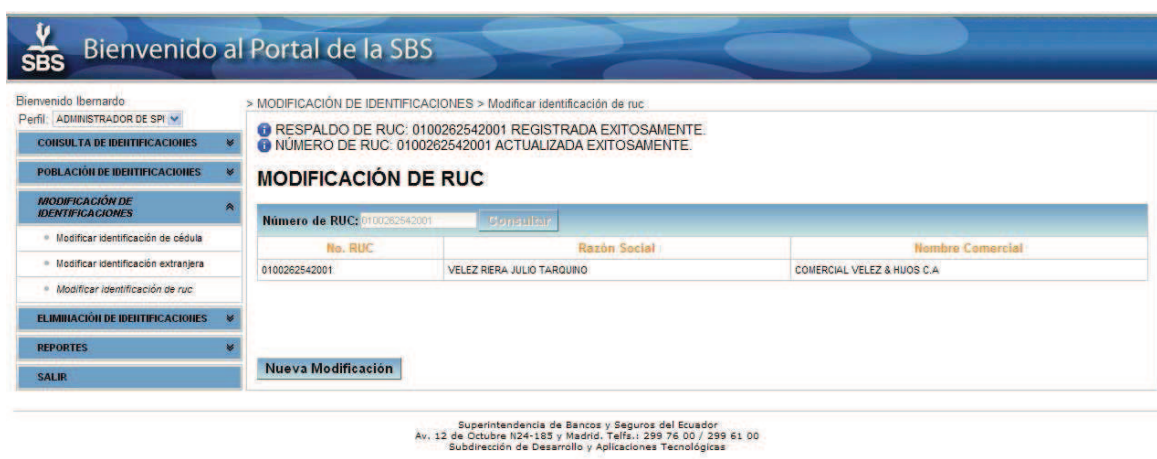 SBS
Bienvenido al Portal de la SBS
Bienvenido lbernardo
Perfil: ADMINISTRADOR DE SPI
CONSULTA DE IDENTIFICACIONES
POBLACIÓN DE IDENTIFICACIONES
MODIFICACIÓN DE
IDENTIFICACIONES
Modificar identificación de cédula
Modificar identificación extranjera
Modificar identificación de ruc
ELIMINACIÓN DE IDENTIFICACIONES
REPORTES
SALIR
> MODIFICACIÓN DE IDENTIFICACIONES > Modificar identificación de ruc
RESPALDO DE RUC: 0100262542001 REGISTRADA EXITOSAMENTE.
NÚMERO DE RUC: 0100262542001 ACTUALIZADA EXITOSAMENTE.
MODIFICACIÓN DE RUC
Número de RUC: 0100262542001 Consultar
No. RUC Razón Social Nombre Comercial
0100262542001 VELEZ RIERA JULIO TARQUINO COMERCIAL VELEZ & HIJOS C.A
Nueva Modificación
Superintendencia de Bancos y Seguros del Ecuador
Av. 12 de Octubre N24-185 y Madrid. Telfs.: 299 76 00 / 299 61 00
Subdirección de Desarrollo y Aplicaciones Tecnológicas